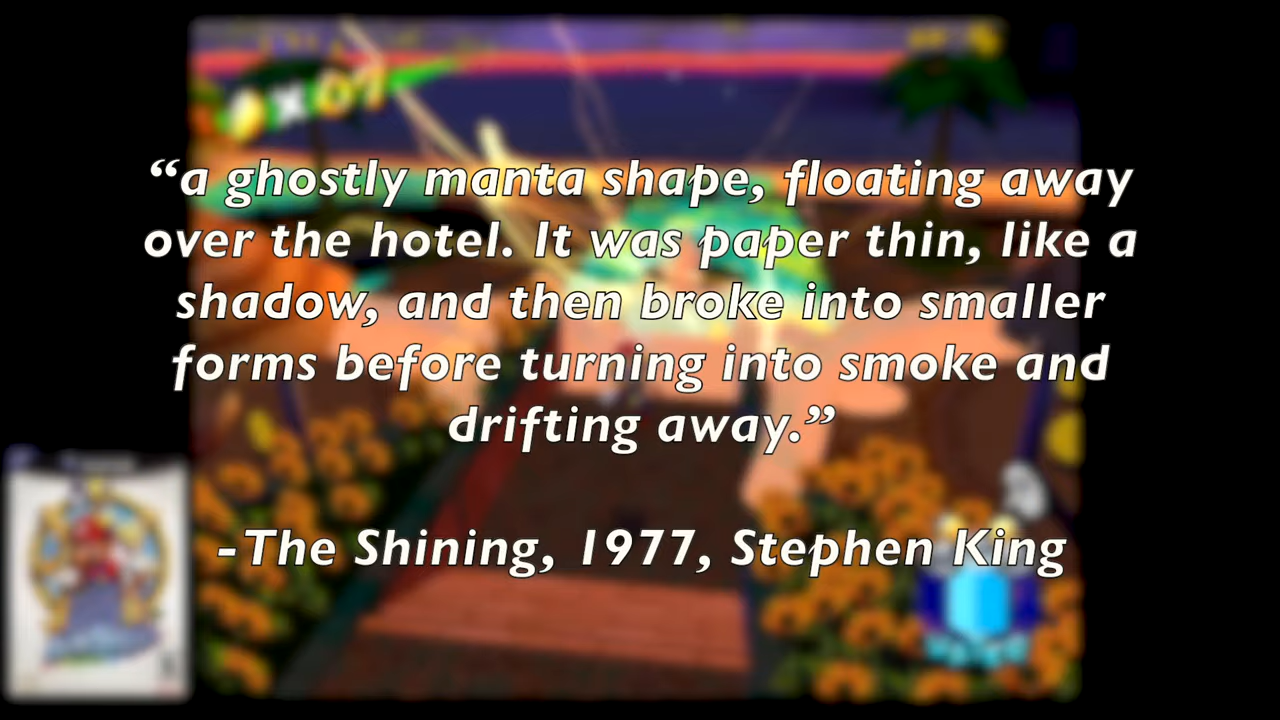 x 07
“a ghostly manta shape, floating away
over the hotel. It was paper thin, like a
shadow, and then broke into smaller
forms before turning into smoke and
drifting away.”
-The Shining, 1977, Stephen King